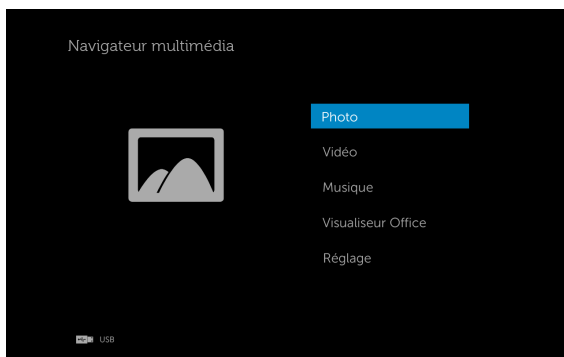 Navigateur multimédia
Photo
Vidéo
Musique
Visualiseur Office
Réglage
USB